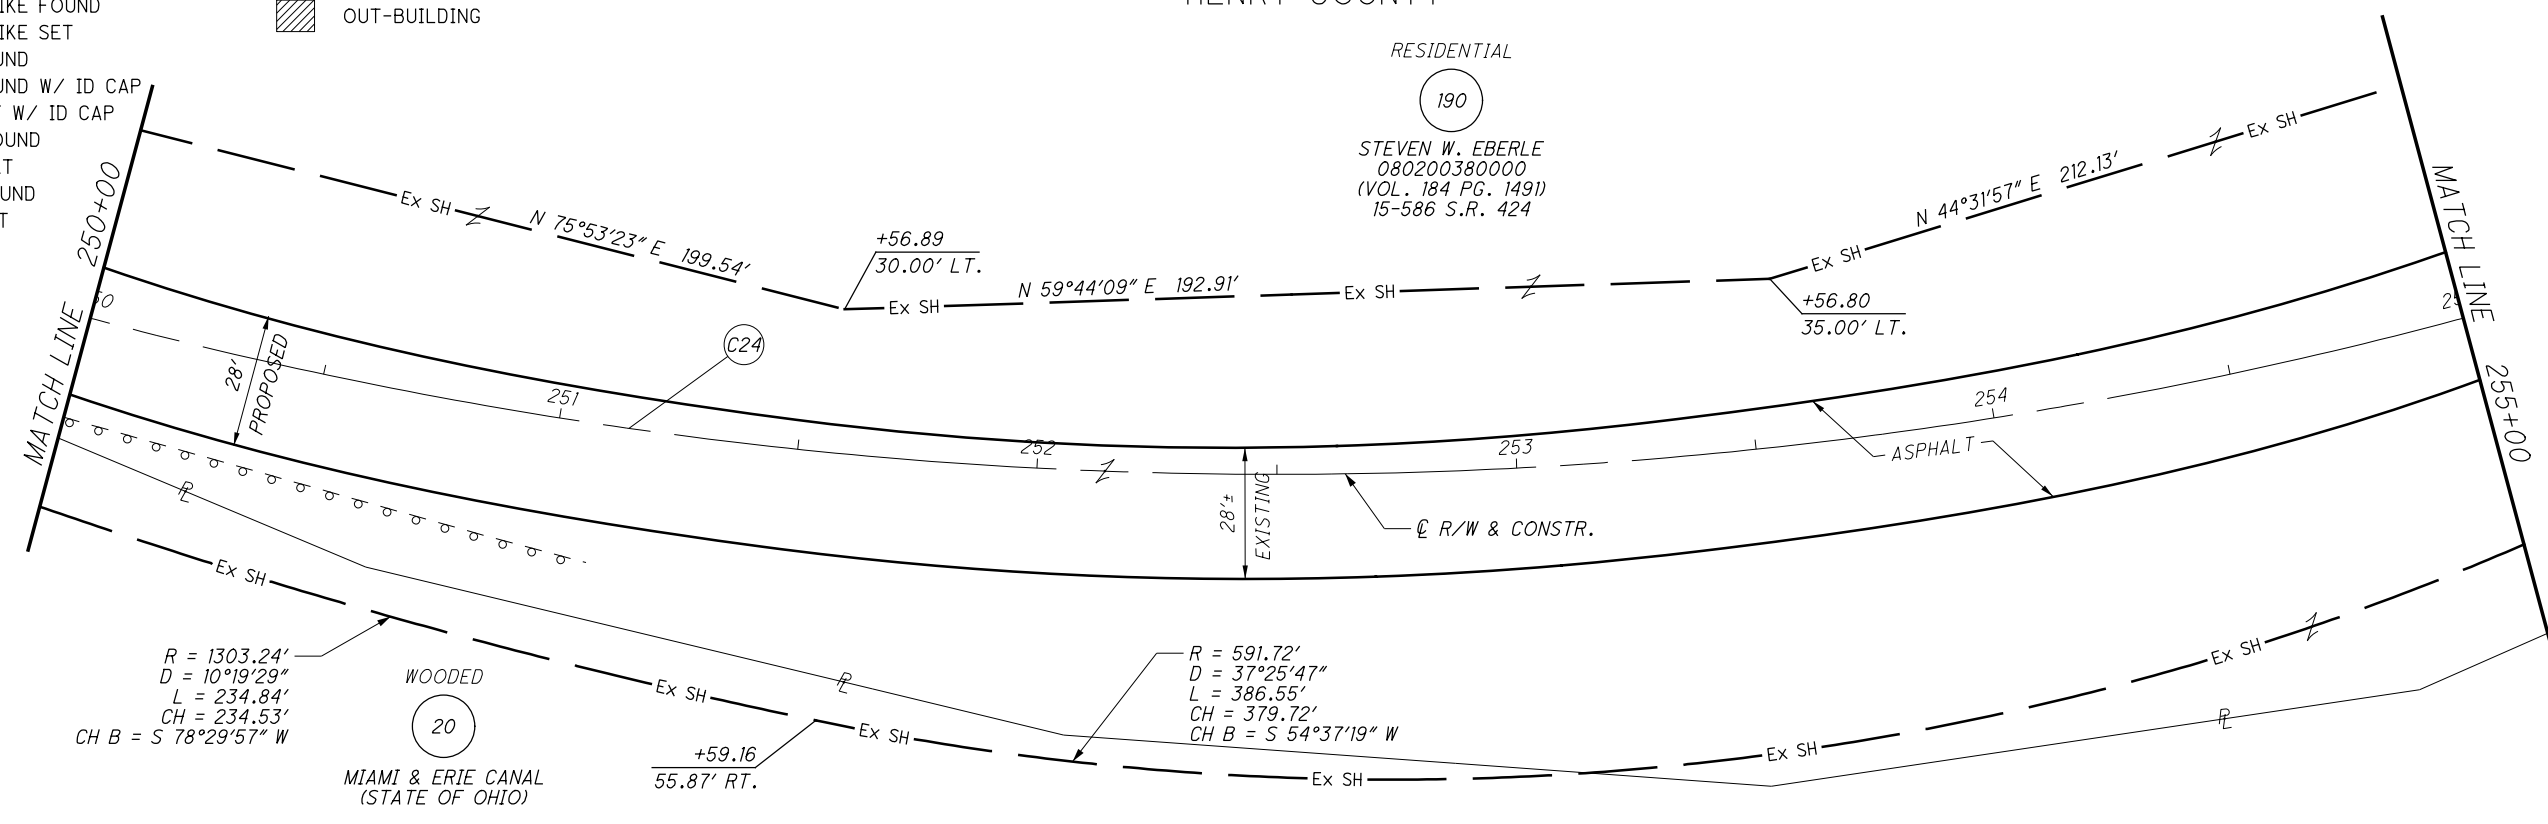 IKE FOUND
IKE SET
UND
UND W/ ID CAP
W/ ID CAP
OUND
UND
OUT-BUILDING
HENRY COUNTY
RESIDENTIAL
190
STEVEN W. EBERLE
080200380000
(VOL. 184 PG. 1491)
15-586 S.R. 424
MATCH LINE 250+00
MATCH LINE 255+00
Ex SH
N 75°53'23" E 199.54'
+56.89
30.00' LT.
Ex SH
N 59°44'09" E 192.91'
Ex SH
+56.80
35.00' LT.
Ex SH
N 44°31'57" E 212.13'
Ex SH
28'
PROPOSED
C24
251
252
253
254
28'±
EXISTING
ASPHALT
℄ R/W & CONSTR.
PL
Ex SH
R = 1303.24'
D = 10°19'29"
L = 234.84'
CH = 234.53'
CH B = S 78°29'57" W
WOODED
20
MIAMI & ERIE CANAL
(STATE OF OHIO)
Ex SH
PL
+59.16
55.87' RT.
Ex SH
R = 591.72'
D = 37°25'47"
L = 386.55'
CH = 379.72'
CH B = S 54°37'19" W
Ex SH
Ex SH
Ex SH
PL